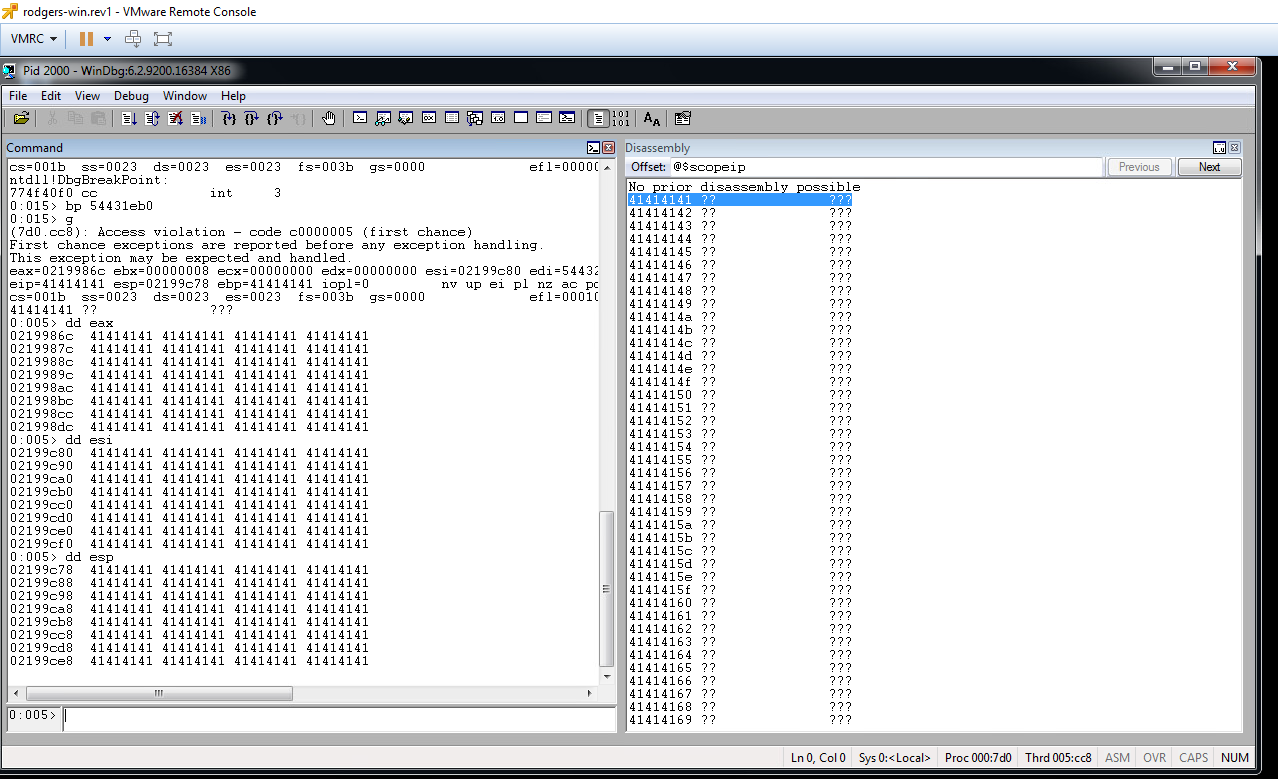 rodgers-win.rev1 - VMware Remote Console
VMRC
Pid 2000 - WinDbg:6.2.9200.16384 X86
File Edit View Debug Window Help
Command
cs=001b ss=0023 ds=0023 es=0023 fs=003b gs=0000 efl=00000
ntdll!DbgBreakPoint:
774f40f0 cc int 3
0:015> bp 54431eb0
0:015> g
(7d0.cc8): Access violation - code c0000005 (first chance)
First chance exceptions are reported before any exception handling.
This exception may be expected and handled.
eax=0219986c ebx=00000008 ecx=00000000 edx=00000000 esi=02199c80 edi=54432
eip=41414141 esp=02199c78 ebp=41414141 iopl=0 nv up ei pl nz ac po
cs=001b ss=0023 ds=0023 es=0023 fs=003b gs=0000 efl=00010
41414141 ?? ???
0:005> dd eax
0219986c 41414141 41414141 41414141 41414141
0219987c 41414141 41414141 41414141 41414141
0219988c 41414141 41414141 41414141 41414141
0219989c 41414141 41414141 41414141 41414141
021998ac 41414141 41414141 41414141 41414141
021998bc 41414141 41414141 41414141 41414141
021998cc 41414141 41414141 41414141 41414141
021998dc 41414141 41414141 41414141 41414141
0:005> dd esi
02199c80 41414141 41414141 41414141 41414141
02199c90 41414141 41414141 41414141 41414141
02199ca0 41414141 41414141 41414141 41414141
02199cb0 41414141 41414141 41414141 41414141
02199cc0 41414141 41414141 41414141 41414141
02199cd0 41414141 41414141 41414141 41414141
02199ce0 41414141 41414141 41414141 41414141
02199cf0 41414141 41414141 41414141 41414141
0:005> dd esp
02199c78 41414141 41414141 41414141 41414141
02199c88 41414141 41414141 41414141 41414141
02199c98 41414141 41414141 41414141 41414141
02199ca8 41414141 41414141 41414141 41414141
02199cb8 41414141 41414141 41414141 41414141
02199cc8 41414141 41414141 41414141 41414141
02199cd8 41414141 41414141 41414141 41414141
02199ce8 41414141 41414141 41414141 41414141
0:005>
Disassembly
Offset: @$scopeip Previous Next
No prior disassembly possible
41414141 ?? ???
41414142 ?? ???
41414143 ?? ???
41414144 ?? ???
41414145 ?? ???
41414146 ?? ???
41414147 ?? ???
41414148 ?? ???
41414149 ?? ???
4141414a ?? ???
4141414b ?? ???
4141414c ?? ???
4141414d ?? ???
4141414e ?? ???
4141414f ?? ???
41414150 ?? ???
41414151 ?? ???
41414152 ?? ???
41414153 ?? ???
41414154 ?? ???
41414155 ?? ???
41414156 ?? ???
41414157 ?? ???
41414158 ?? ???
41414159 ?? ???
4141415a ?? ???
4141415b ?? ???
4141415c ?? ???
4141415d ?? ???
4141415e ?? ???
4141415f ?? ???
41414160 ?? ???
41414161 ?? ???
41414162 ?? ???
41414163 ?? ???
41414164 ?? ???
41414165 ?? ???
41414166 ?? ???
41414167 ?? ???
41414168 ?? ???
41414169 ?? ???
Ln 0, Col 0 Sys 0:<Local> Proc 000:7d0 Thrd 005:cc8 ASM OVR CAPS NUM